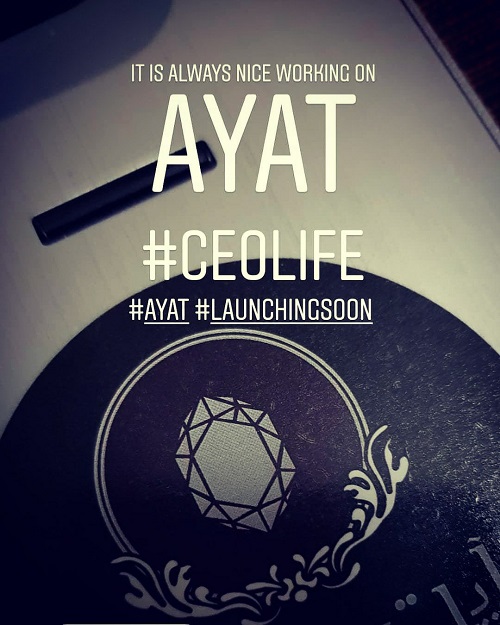 IT IS ALWAYS NICE WORKING ON
AYAT
#CEOLIFE
#AYAT #LAUNCHINGSOON